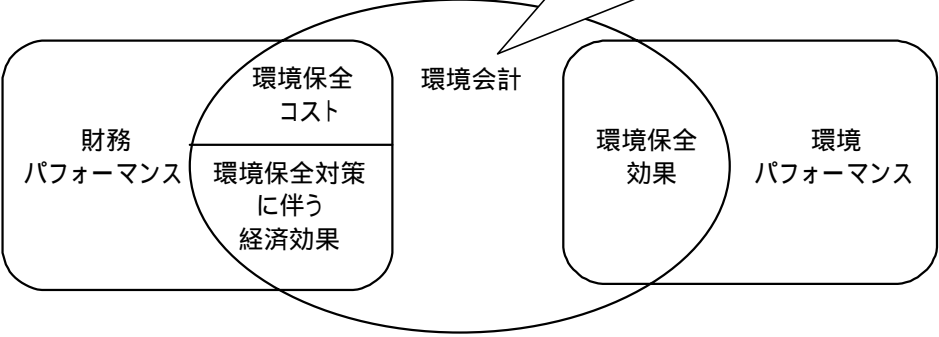 環境保全
コスト
環境会計
財務
パフォーマンス
環境保全対策
に伴う
経済効果
環境保全
効果
環境
パフォーマンス